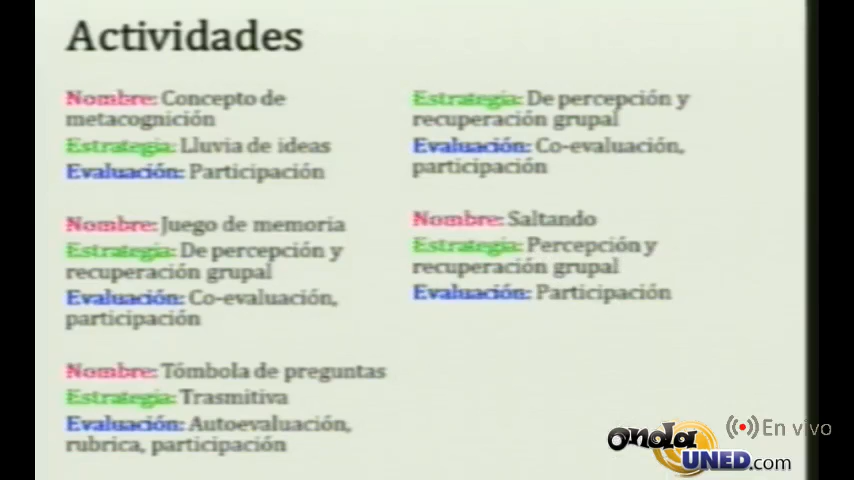 Actividades
Nombre: Concepto de
metacognición
Estrategia: Lluvia de ideas
Evaluación: Participación
Nombre: Juego de memoria
Estrategia: De percepción y
recuperación grupal
Evaluación: Co-evaluación,
participación
Nombre: Tómbola de preguntas
Estrategia: Trasmitiva
Evaluación: Autoevaluación,
rubrica, participación
Estrategia: De percepción y
recuperación grupal
Evaluación: Co-evaluación,
participación
Nombre: Saltando
Estrategia: Percepción y
recuperación grupal
Evaluación: Participación
onda
UNED.com
En vivo